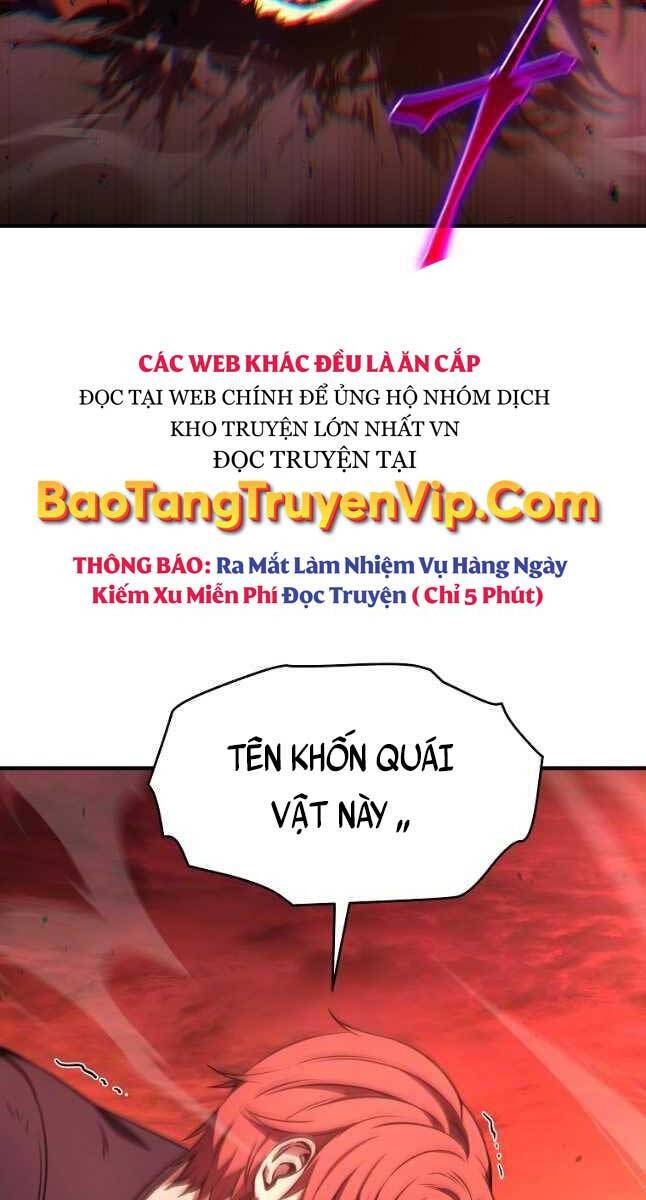 CÁC WEB KHÁC ĐỀU LÀ ĂN CẮP
ĐỌC TẠI WEB CHÍNH ĐỂ ỦNG HỘ NHÓM DỊCH
KHO TRUYỆN LỚN NHẤT VN
ĐỌC TRUYỆN TẠI
BaoTangTruyenVip.Com
THÔNG BÁO: Ra Mắt Làm Nhiệm Vụ Hàng Ngày
Kiếm Xu Miễn Phí Đọc Truyện ( Chỉ 5 Phút)
TÊN KHỐN QUÁI
VẬT NÀY „